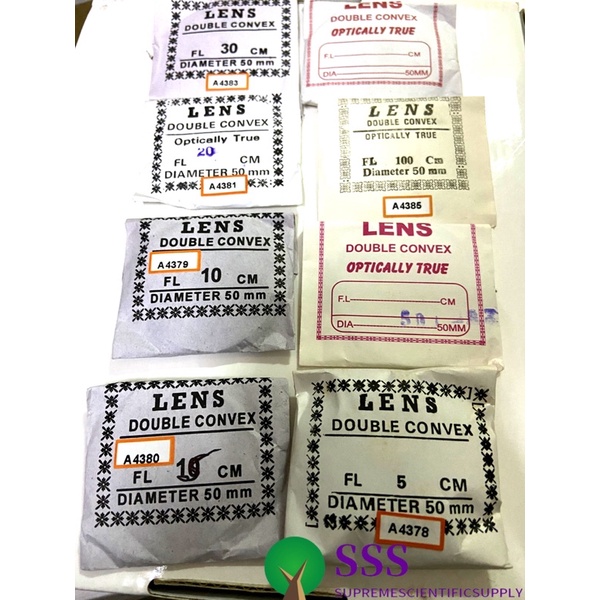 LENS
DOUBLE CONVEX
FL 30 CM
DIAMETER 50 mm
A4383
DOUBLE CONVEX
OPTICALLY TRUE
F.L CM
DIA 50MM
LENS
DOUBLE CONVEX
Optically True
20
FL CM
DIAMETER 50 mm
A4381
LENS
DOUBLE CONVEX
OPTICALLY TRUE
FL 100 Cm
Diameter 50 mm
A4385
LENS
DOUBLE CONVEX
A4379
FL 10 CM
DIAMETER 50 mm
LENS
DOUBLE CONVEX
OPTICALLY TRUE
F.L CM
DIA 50MM
LENS
DOUBLE CONVEX
A4380
FL CM
DIAMETER 50 mm
LENS
DOUBLE CONVEX
FL 5 CM
DIAMETER 50 mm
A4378
SSS
SUPREMESCIENTIFICSUPPLY